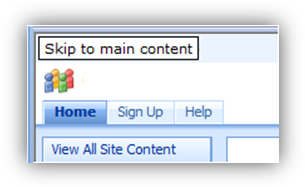 Skip to main content
Home Sign Up Help
View All Site Content